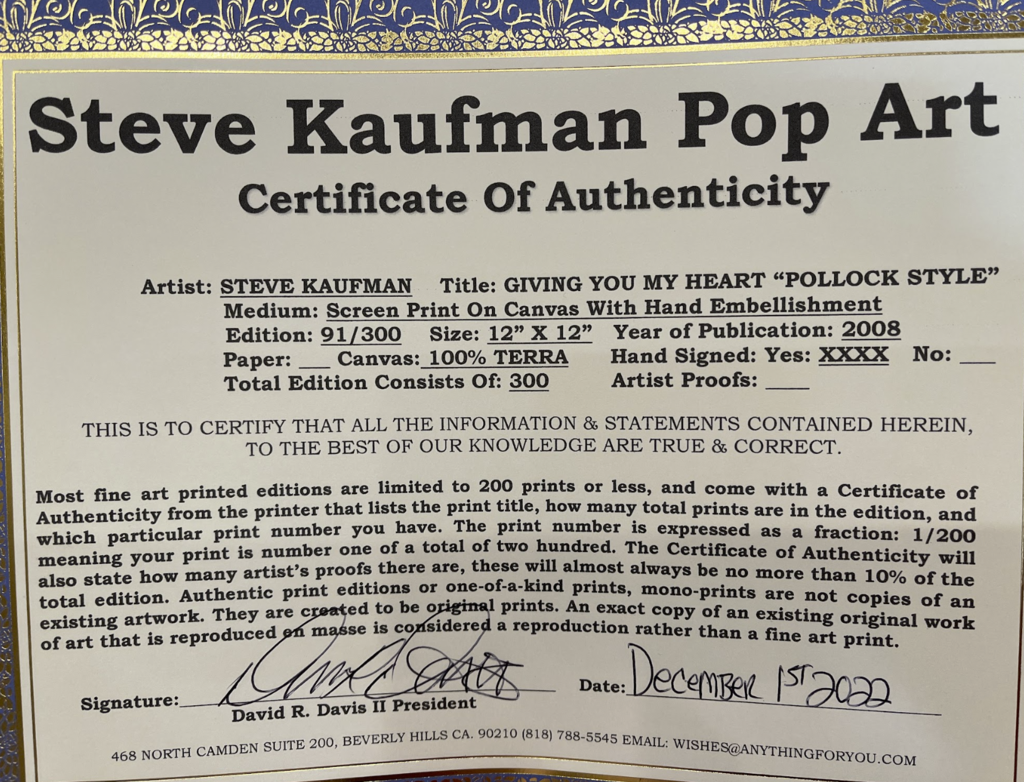 Steve Kaufman Pop Art
Certificate Of Authenticity
Artist: STEVE KAUFMAN Title: GIVING YOU MY HEART “POLLOCK STYLE”
Medium: Screen Print On Canvas With Hand Embellishment
Edition: 91/300 Size: 12” X 12” Year of Publication: 2008
Paper: ___ Canvas: 100% TERRA Hand Signed: Yes: XXXX No: ___
Total Edition Consists Of: 300 Artist Proofs: ____
THIS IS TO CERTIFY THAT ALL THE INFORMATION & STATEMENTS CONTAINED HEREIN,
TO THE BEST OF OUR KNOWLEDGE ARE TRUE & CORRECT.
Most fine art printed editions are limited to 200 prints or less, and come with a Certificate of
Authenticity from the printer that lists the print title, how many total prints are in the edition, and
which particular print number you have. The print number is expressed as a fraction: 1/200
meaning your print is number one of a total of two hundred. The Certificate of Authenticity will
also state how many artist’s proofs there are, these will almost always be no more than 10% of the
total edition. Authentic print editions or one-of-a-kind prints, mono-prints are not copies of an
existing artwork. They are created to be original prints. An exact copy of an existing original work
of art that is reproduced en masse is considered a reproduction rather than a fine art print.
Signature: Date: December 1ST 2022
David R. Davis II President
468 NORTH CAMDEN SUITE 200, BEVERLY HILLS CA. 90210 (818) 788-5545 EMAIL: WISHES@ANYTHINGFORYOU.COM